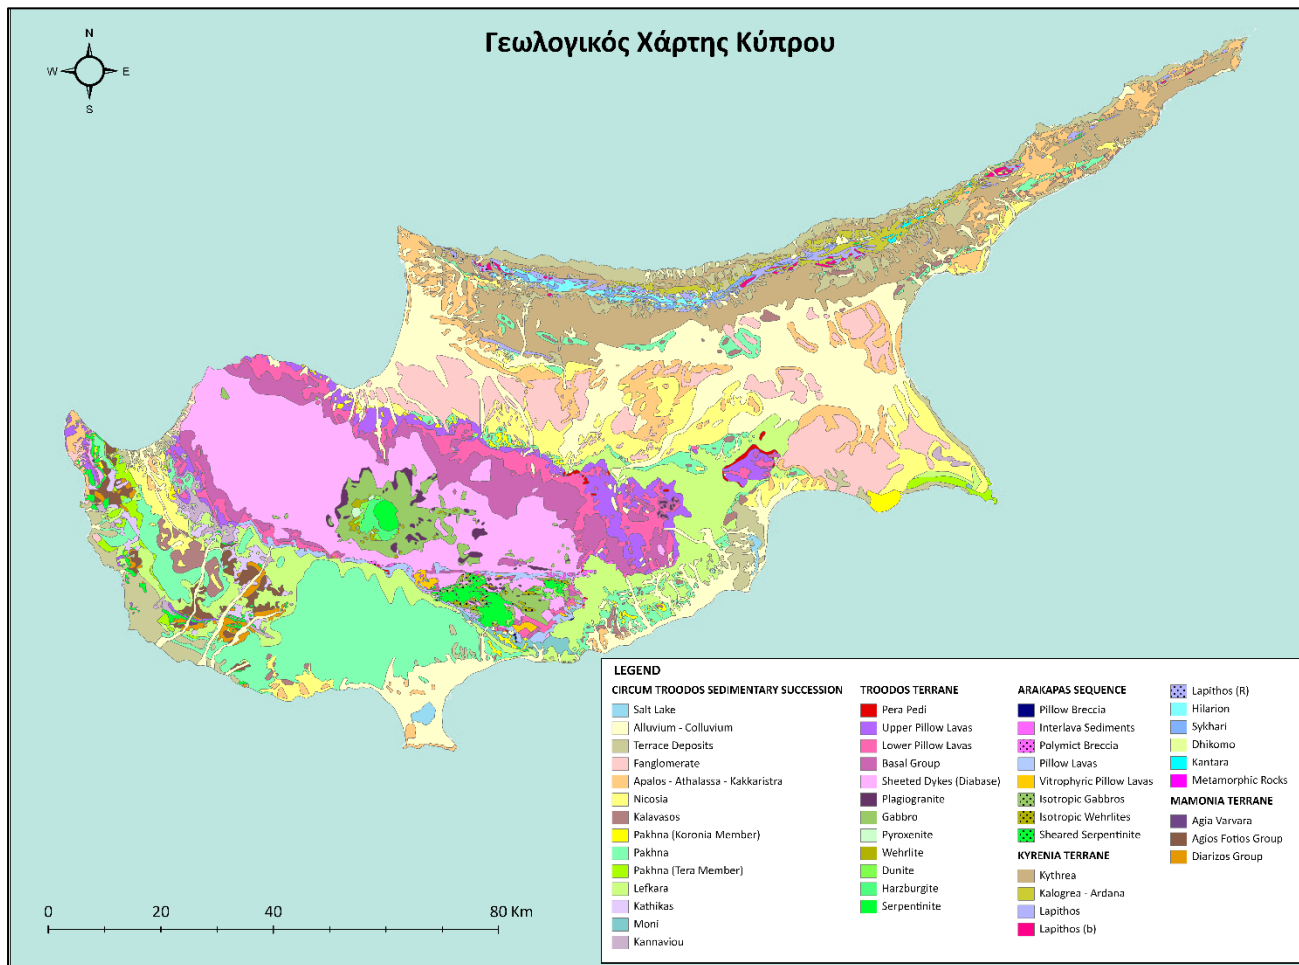 Γεωλογικός Χάρτης Κύπρου
N
W E
S
0 20 40 80 Km
LEGEND
CIRCUM TROODOS SEDIMENTARY SUCCESSION
Salt Lake
Alluvium - Colluvium
Terrace Deposits
Fanglomerate
Apalos - Athalassa - Kakkaristra
Nicosia
Kalavasos
Pakhna (Koronia Member)
Pakhna
Pakhna (Tera Member)
Lefkara
Kathikas
Moni
Kannaviou
TROODOS TERRANE
Pera Pedi
Upper Pillow Lavas
Lower Pillow Lavas
Basal Group
Sheeted Dykes (Diabase)
Plagiogranite
Gabbro
Pyroxenite
Wehrlite
Dunite
Harzburgite
Serpentinite
ARAKAPAS SEQUENCE
Pillow Breccia
Interlava Sediments
Polymict Breccia
Pillow Lavas
Vitrophyric Pillow Lavas
Isotropic Gabbros
Isotropic Wehrlites
Sheared Serpentinite
KYRENIA TERRANE
Kythrea
Kalogrea - Ardana
Lapithos
Lapithos (b)
Lapithos (R)
Hilarion
Sykhari
Dhikomo
Kantara
Metamorphic Rocks
MAMONIA TERRANE
Agia Varvara
Agios Fotios Group
Diarizos Group